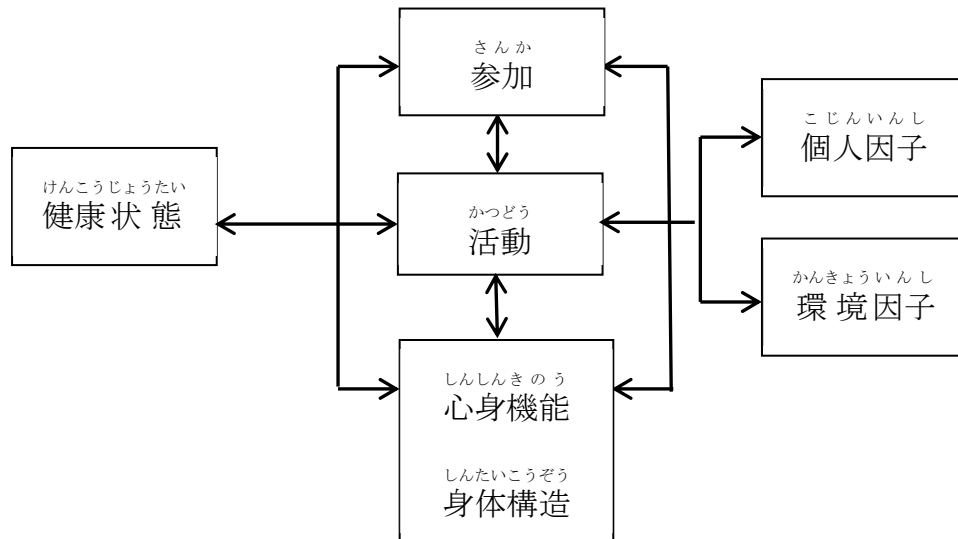 さんか
参加
こじんいんし
個人因子
けんこうじょうたい
健康状態
かつどう
活動
かんきょういんし
環境因子
しんしんきのう
心身機能
しんたいこうぞう
身体構造